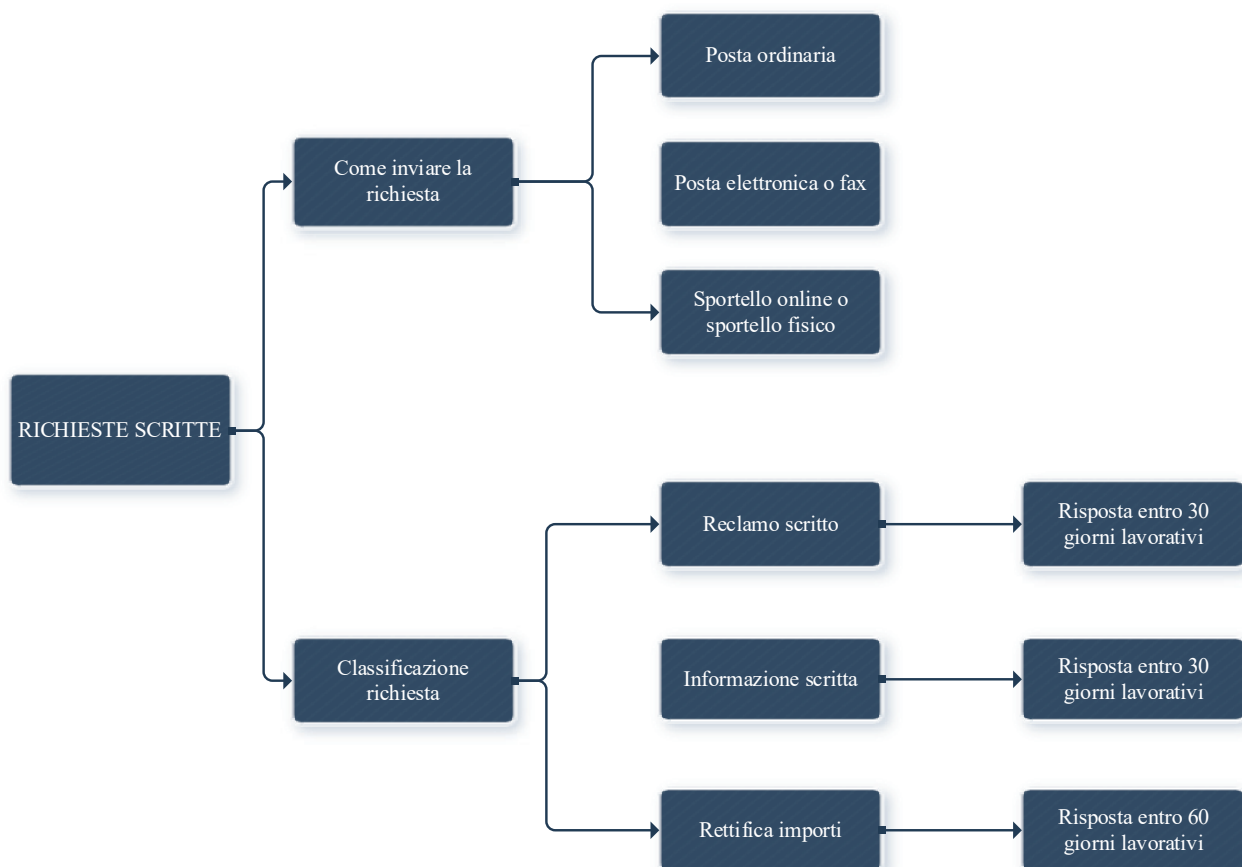 Posta ordinaria
Come inviare la
richiesta
Posta elettronica o fax
Sportello online o
sportello fisico
RICHIESTE SCRITTE
Reclamo scritto
Risposta entro 30
giorni lavorativi
Classificazione
richiesta
Informazione scritta
Risposta entro 30
giorni lavorativi
Rettifica importi
Risposta entro 60
giorni lavorativi